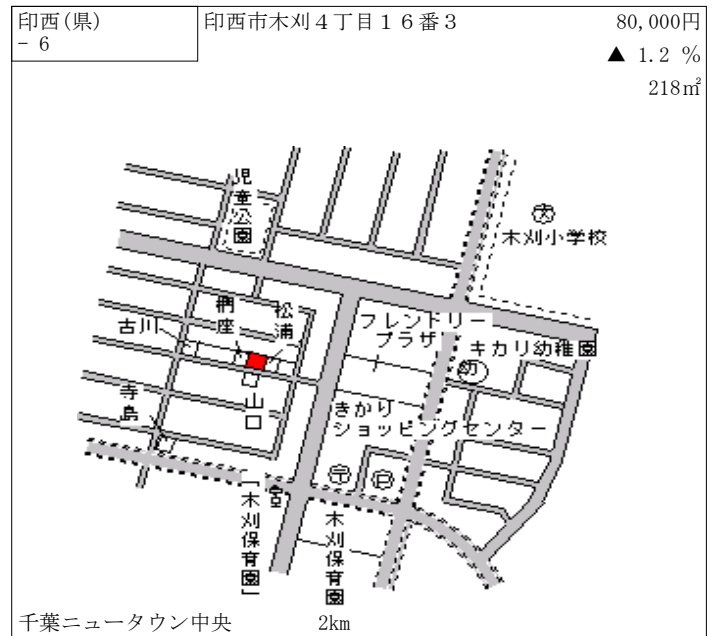 印西(県)
- 6
印西市木刈４丁目１６番３
80,000円
▲ 1.2 %
218㎡
児童公園
木刈小学校
古川
椚座
松浦
フレンドリー
プラザ
キカリ幼稚園
幼
寺島
山口
きかり
ショッピングセンター
〒
「木刈保育園」
木刈保育園
千葉ニュータウン中央
2km